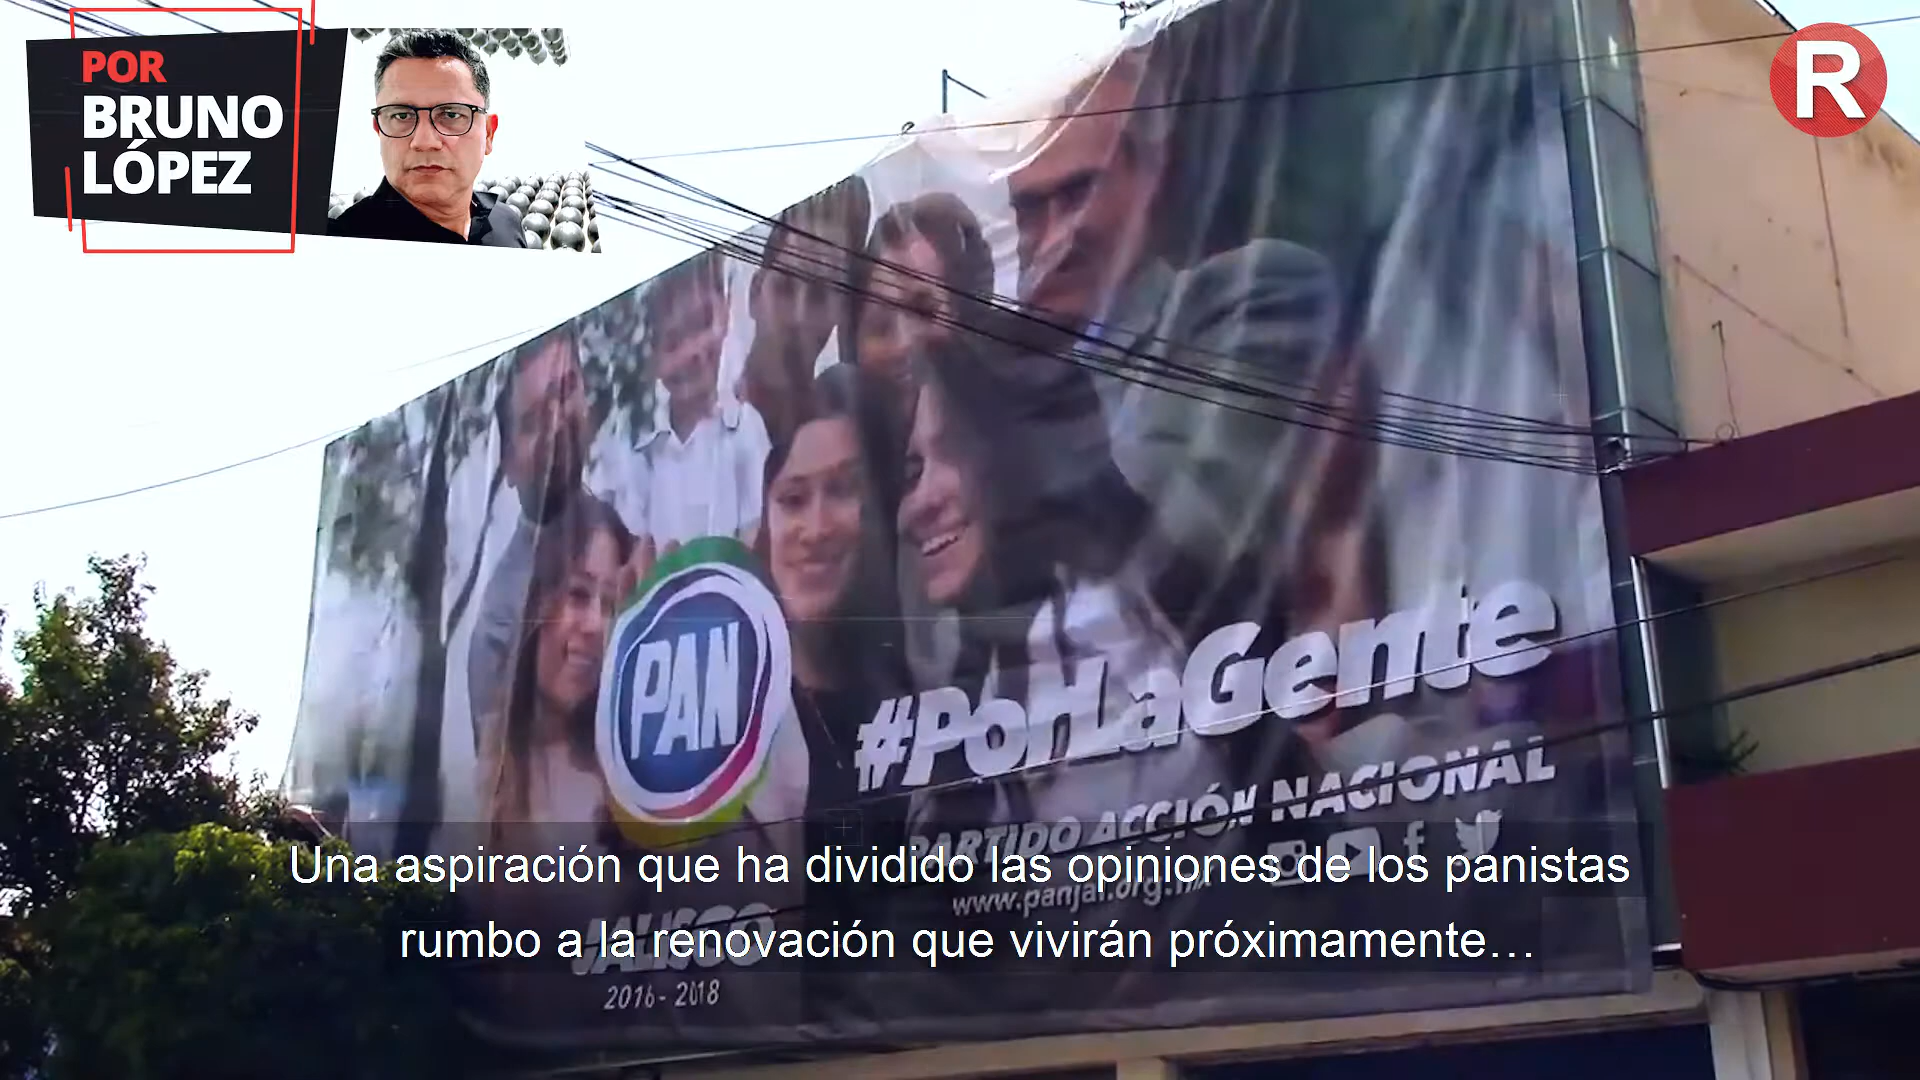 POR
BRUNO
LÓPEZ
R
PAN
#PorLaGente
PARTIDO ACCIÓN NACIONAL
www.panjal.org.mx
JALISCO
2016-2018
Una aspiración que ha dividido las opiniones de los panistas
rumbo a la renovación que vivirán próximamente…